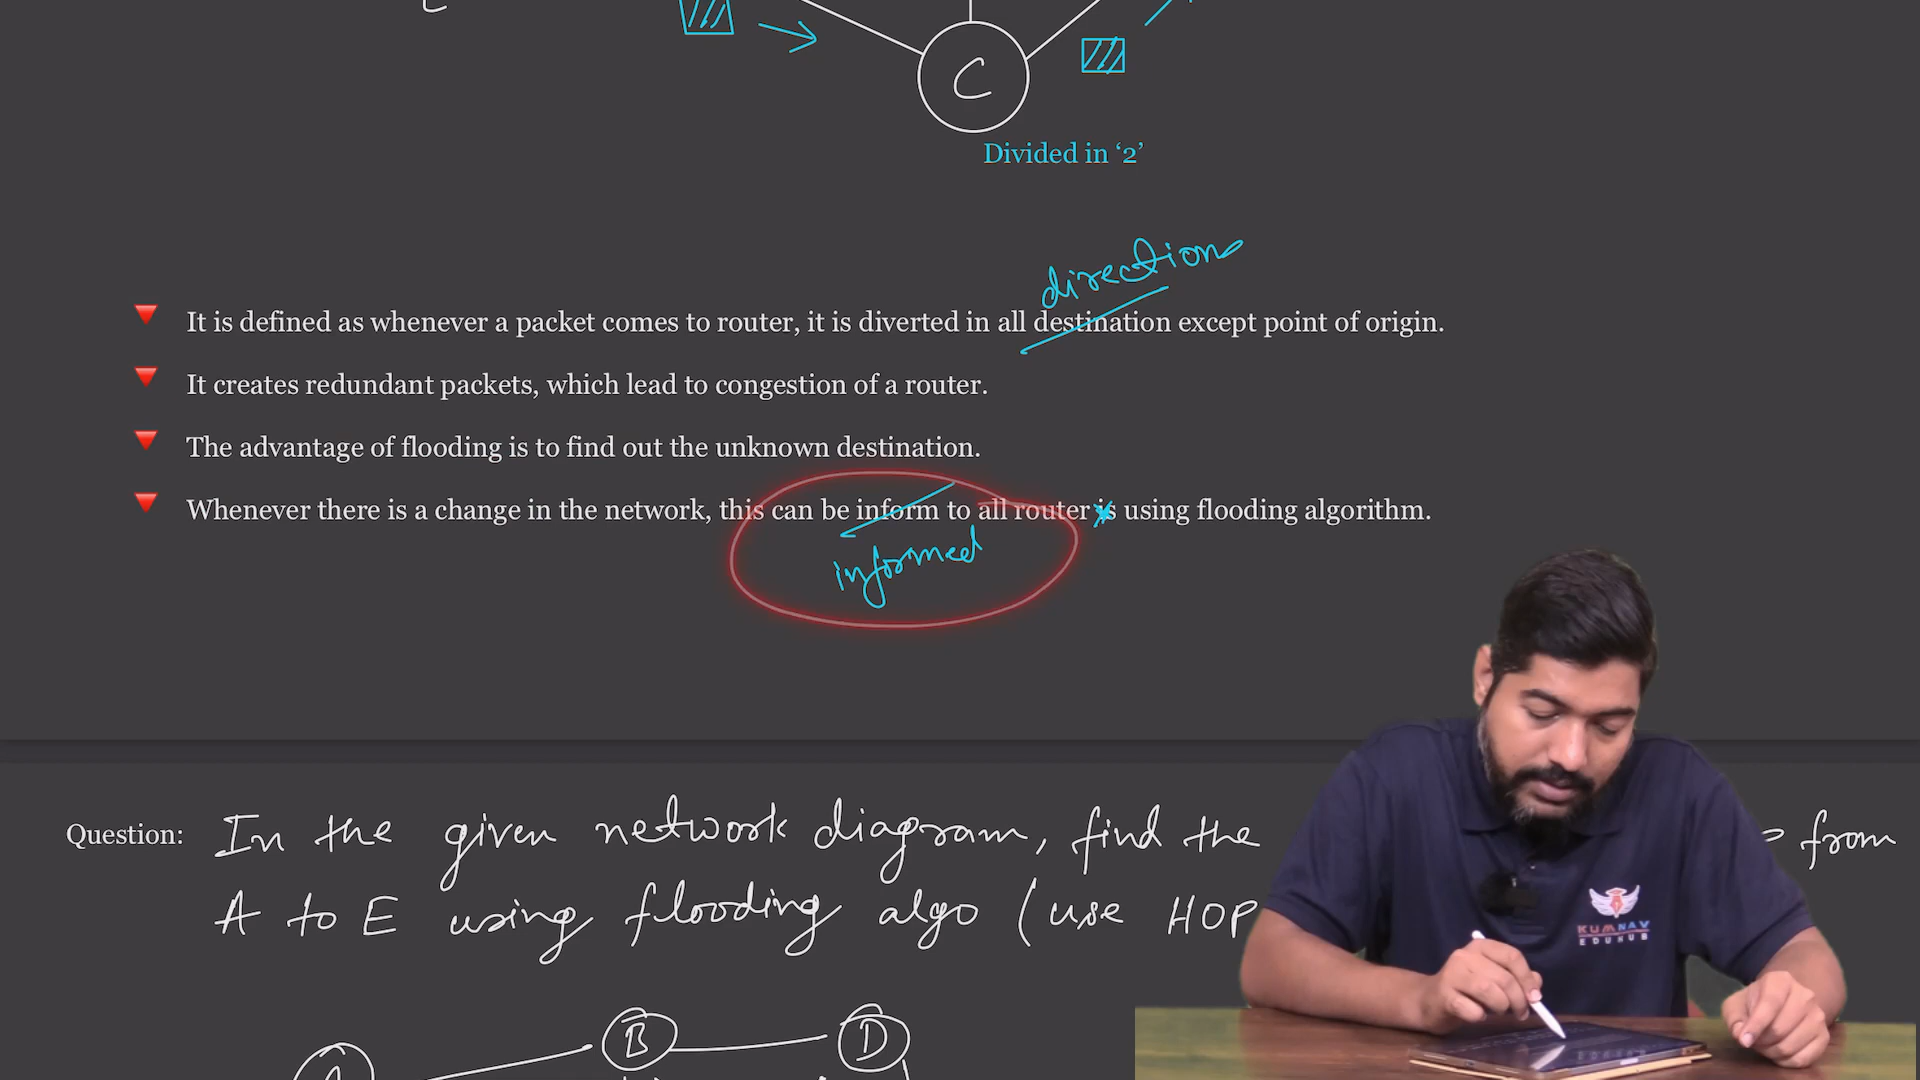 C
Divided in ‘2’
direction
It is defined as whenever a packet comes to router, it is diverted in all destination except point of origin.
It creates redundant packets, which lead to congestion of a router.
The advantage of flooding is to find out the unknown destination.
Whenever there is a change in the network, this can be inform to all router is using flooding algorithm.
informed
Question: In the given network diagram, find the from
A to E using flooding algo (use HOP
B D
A
KUMNAV
EDUHUB